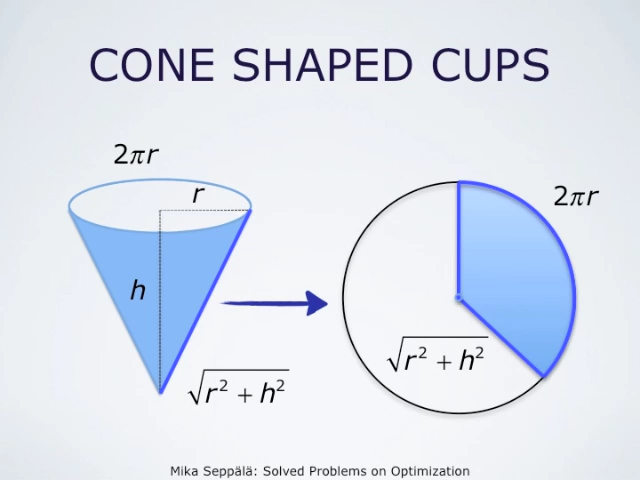 CONE SHAPED CUPS
2πr
r
2πr
h
√r² + h²
√r² + h²
Mika Seppälä: Solved Problems on Optimization